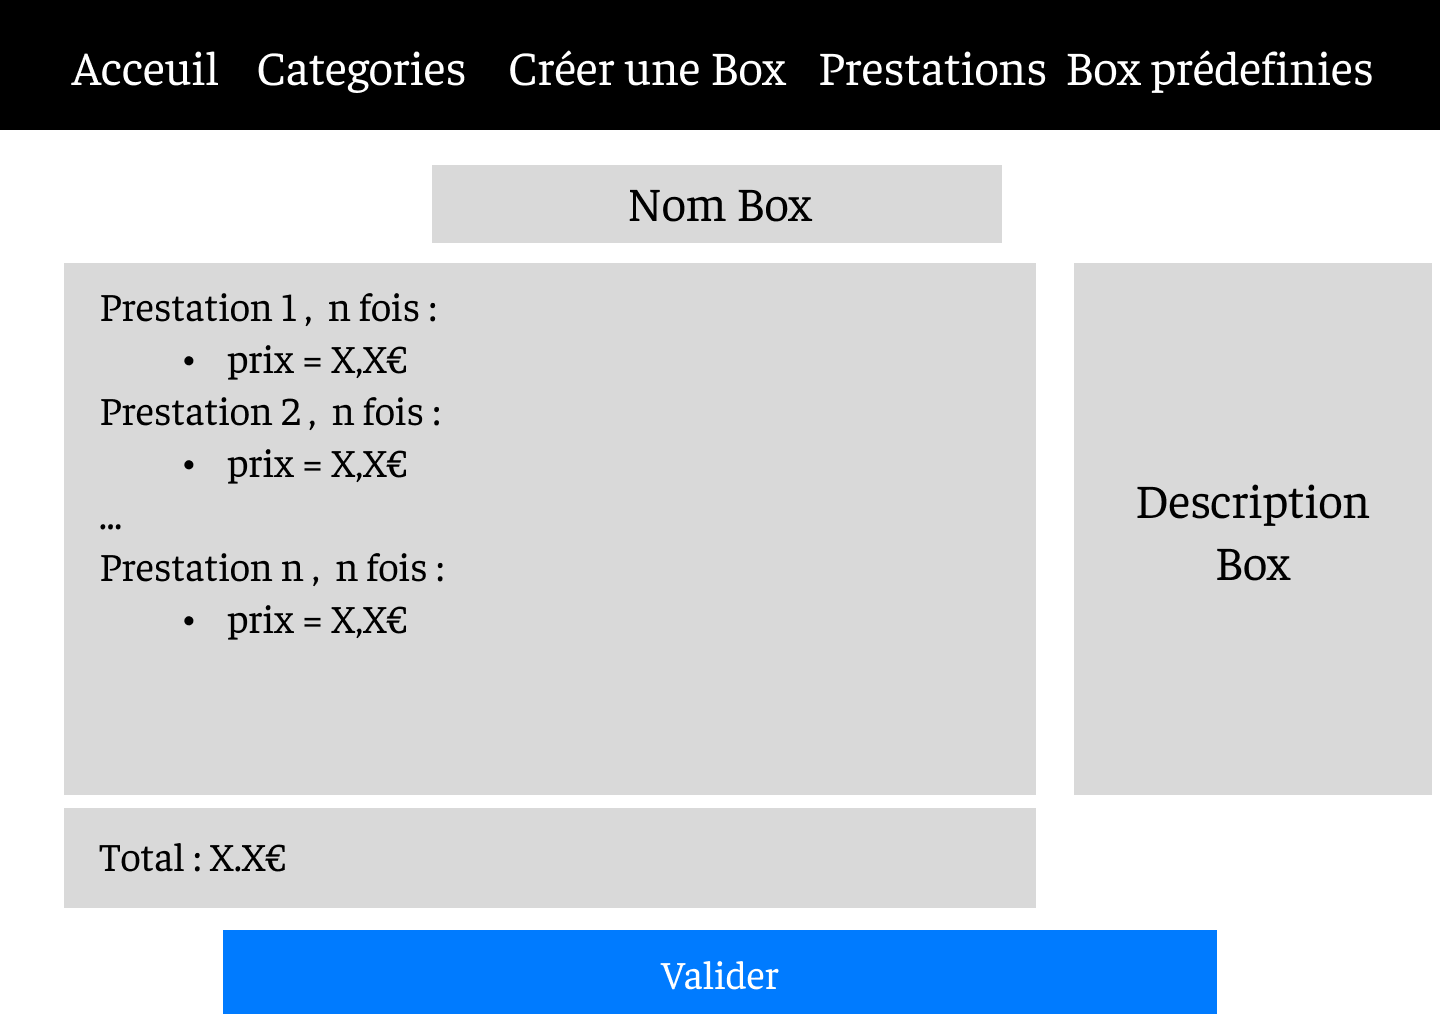 Acceuil Categories Créer une Box Prestations Box prédefinies
Nom Box
Prestation 1 , n fois :
• prix = X,X€
Prestation 2 , n fois :
• prix = X,X€
...
Prestation n , n fois :
• prix = X,X€
Description
Box
Total : X.X€
Valider